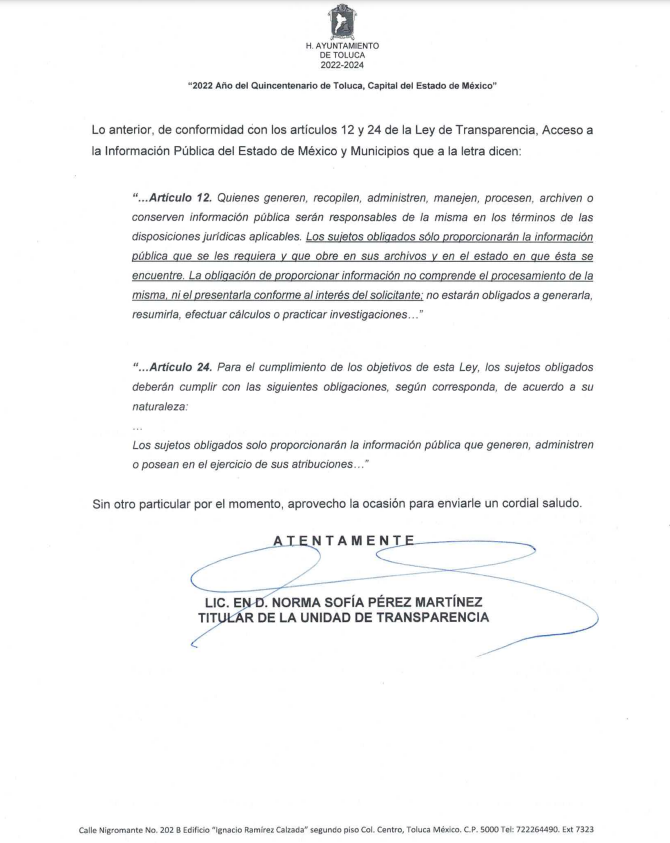 H. AYUNTAMIENTO
DE TOLUCA
2022-2024
"2022 Año del Quincentenario de Toluca, Capital del Estado de México"
Lo anterior, de conformidad con los artículos 12 y 24 de la Ley de Transparencia, Acceso a
la Información Pública del Estado de México y Municipios que a la letra dicen:
"...Artículo 12. Quienes generen, recopilen, administren, manejen, procesen, archiven o
conserven información pública serán responsables de la misma en los términos de las
disposiciones jurídicas aplicables. Los sujetos obligados sólo proporcionarán la información
pública que se les requiera y que obre en sus archivos y en el estado en que ésta se
encuentre. La obligación de proporcionar información no comprende el procesamiento de la
misma, ni el presentarla conforme al interés del solicitante; no estarán obligados a generarla,
resumirla, efectuar cálculos o practicar investigaciones..."
"...Artículo 24. Para el cumplimiento de los objetivos de esta Ley, los sujetos obligados
deberán cumplir con las siguientes obligaciones, según corresponda, de acuerdo a su
naturaleza:
...
Los sujetos obligados solo proporcionarán la información pública que generen, administren
o posean en el ejercicio de sus atribuciones..."
Sin otro particular por el momento, aprovecho la ocasión para enviarle un cordial saludo.
A T E N T A M E N T E
LIC. EN D. NORMA SOFÍA PÉREZ MARTÍNEZ
TITULAR DE LA UNIDAD DE TRANSPARENCIA
Calle Nigromante No. 202 B Edificio "Ignacio Ramírez Calzada" segundo piso Col. Centro, Toluca México. C.P. 5000 Tel: 722264490. Ext 7323